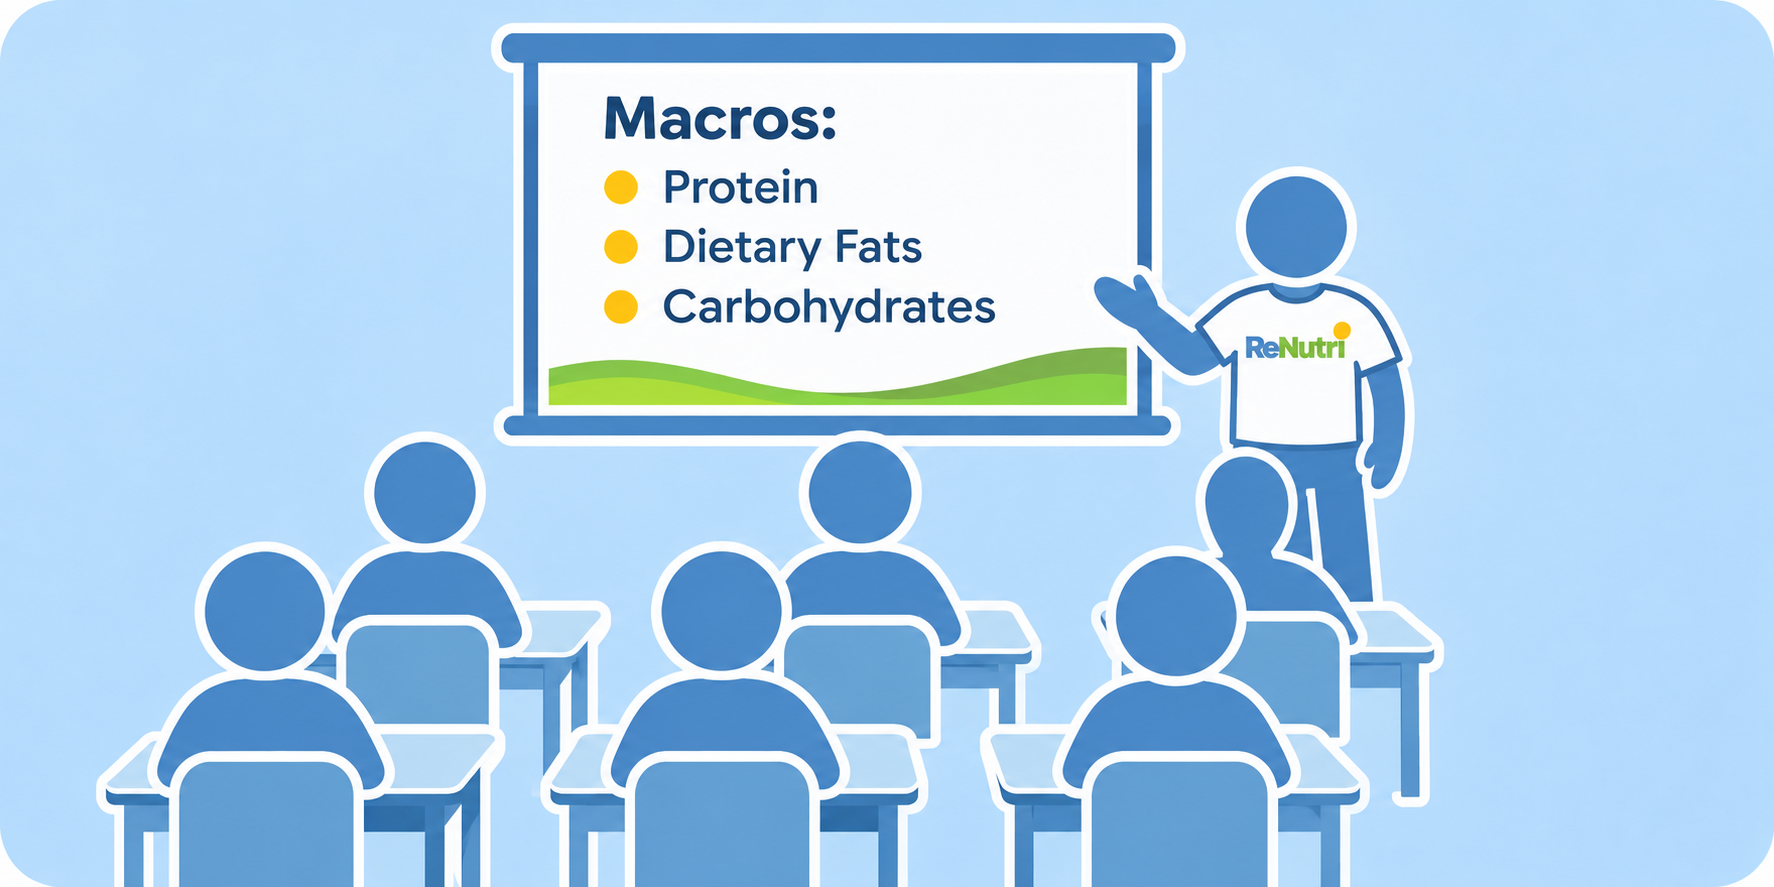 Macros:
Protein
Dietary Fats
Carbohydrates
ReNutri